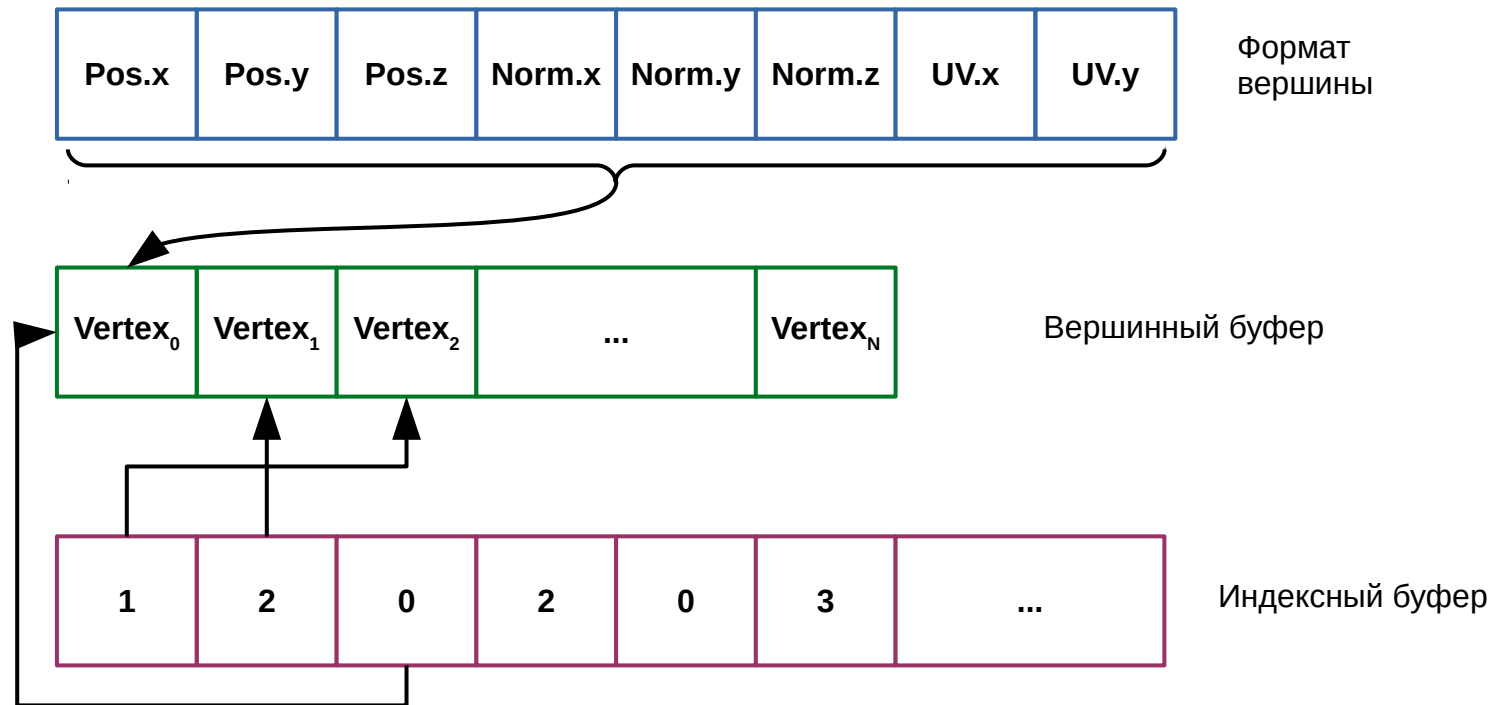 Pos.x Pos.y Pos.z Norm.x Norm.y Norm.z UV.x UV.y
Формат
вершины
Vertex₀ Vertex₁ Vertex₂ ... Vertex_N
Вершинный буфер
1 2 0 2 0 3 ...
Индексный буфер